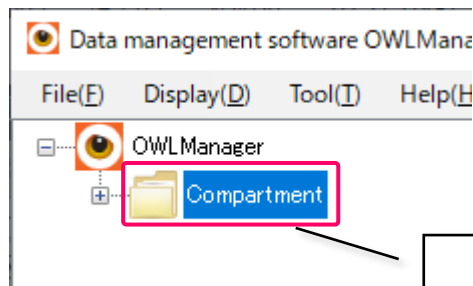 Data management software OWLMana
File(F) Display(D) Tool(T) Help(H
OWLManager
Compartment